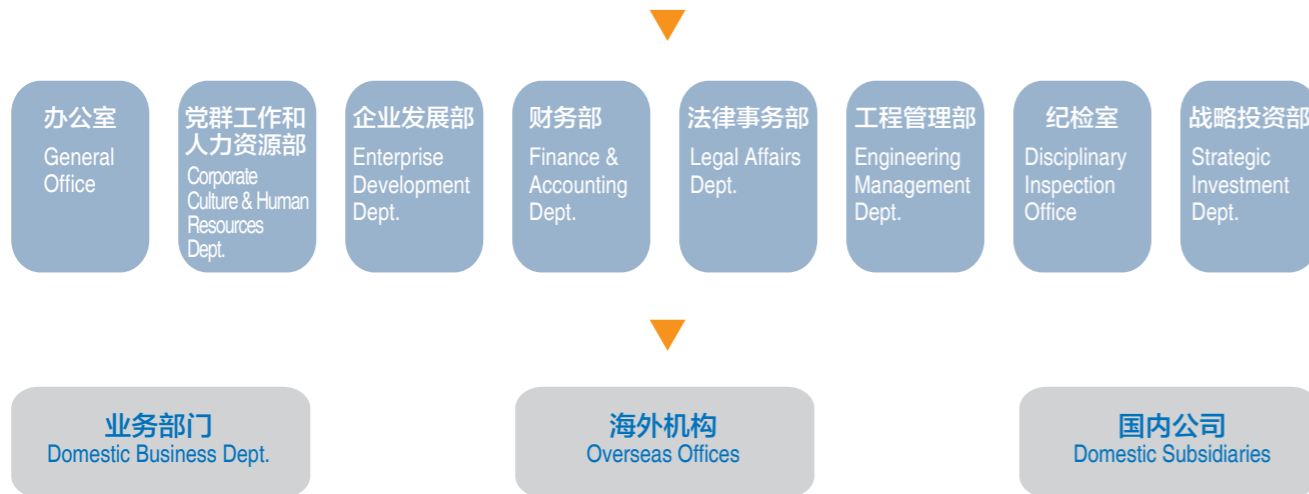 办公室
General
Office
党群工作和
人力资源部
Corporate
Culture & Human
Resources
Dept.
企业发展部
Enterprise
Development
Dept.
财务部
Finance &
Accounting
Dept.
法律事务部
Legal Affairs
Dept.
工程管理部
Engineering
Management
Dept.
纪检室
Disciplinary
Inspection
Office
战略投资部
Strategic
Investment
Dept.
业务部门
Domestic Business Dept.
海外机构
Overseas Offices
国内公司
Domestic Subsidiaries